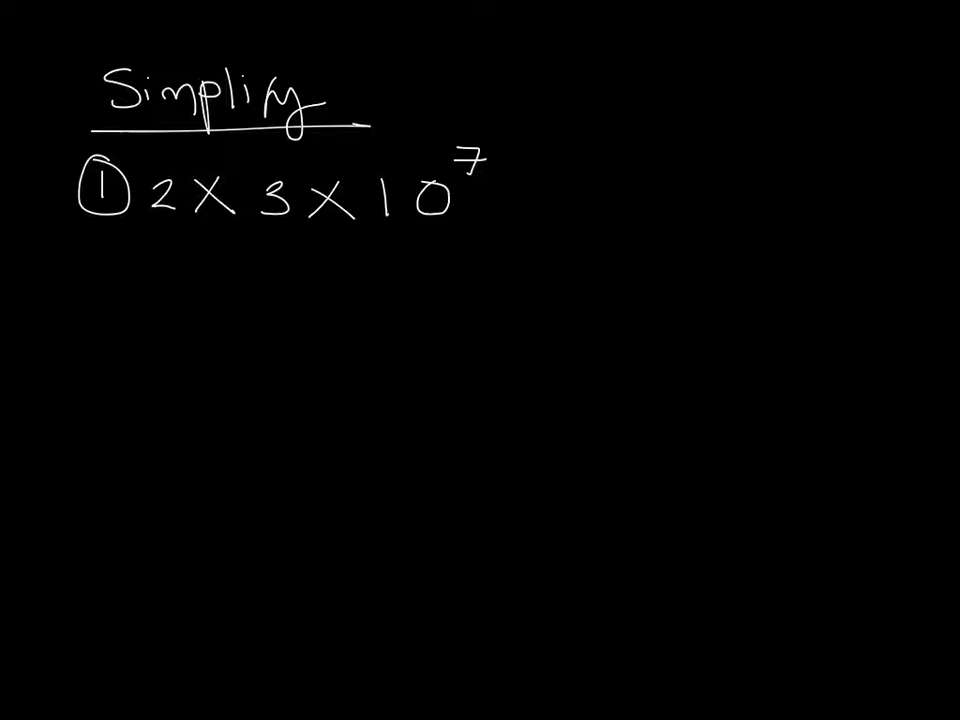 Simplify
① 2 × 3 × 10⁷